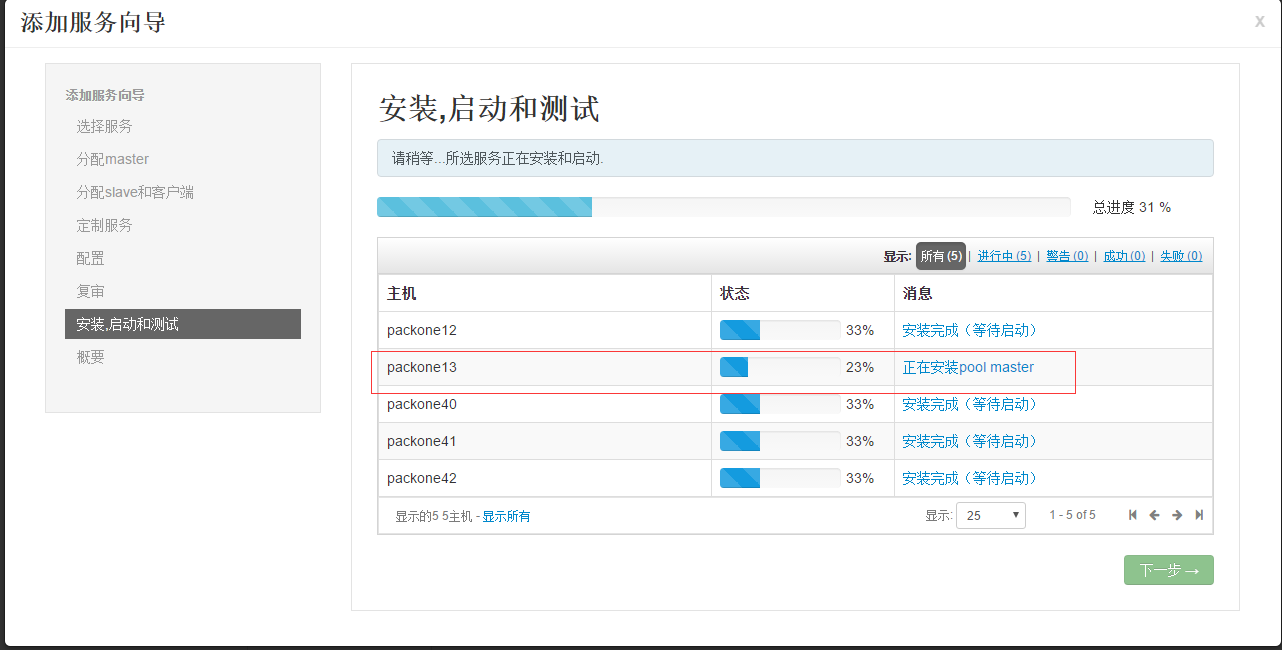 添加服务向导
x
添加服务向导
选择服务
分配master
分配slave和客户端
定制服务
配置
复审
安装,启动和测试
概要
安装,启动和测试
请稍等...所选服务正在安装和启动.
总进度 31 %
显示: 所有 (5) | 进行中 (5) | 警告 (0) | 成功 (0) | 失败 (0)
主机 状态 消息
packone12 33% 安装完成（等待启动）
packone13 23% 正在安装pool master
packone40 33% 安装完成（等待启动）
packone41 33% 安装完成（等待启动）
packone42 33% 安装完成（等待启动）
显示的5 5主机 - 显示所有 显示: 25 1 - 5 of 5
下一步 →